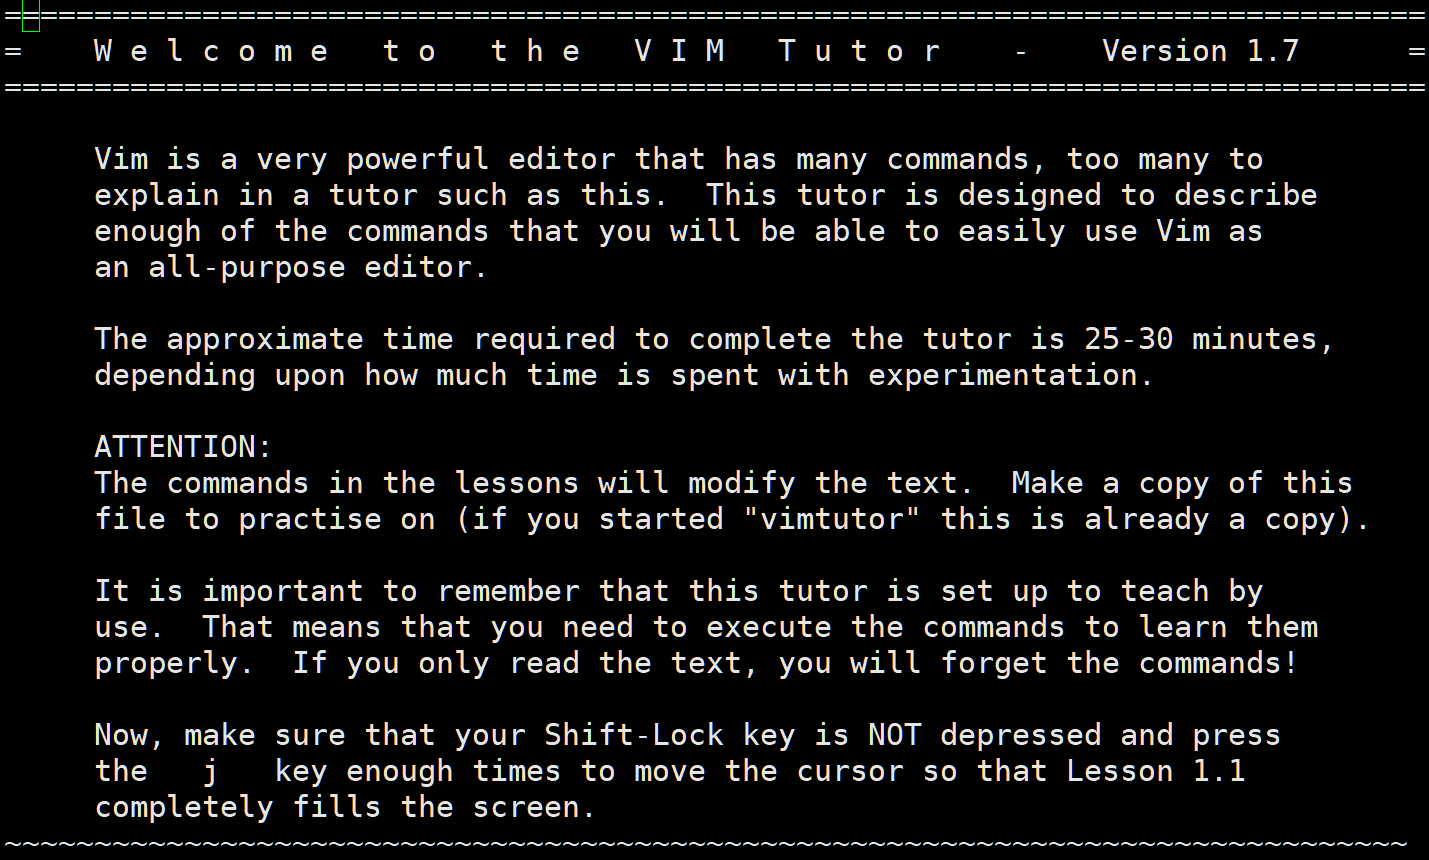 ===============================================================================
=    W e l c o m e   t o   t h e   V I M   T u t o r    -    Version 1.7      =
===============================================================================
Vim is a very powerful editor that has many commands, too many to
explain in a tutor such as this.  This tutor is designed to describe
enough of the commands that you will be able to easily use Vim as
an all-purpose editor.
The approximate time required to complete the tutor is 25-30 minutes,
depending upon how much time is spent with experimentation.
ATTENTION:
The commands in the lessons will modify the text.  Make a copy of this
file to practise on (if you started "vimtutor" this is already a copy).
It is important to remember that this tutor is set up to teach by
use.  That means that you need to execute the commands to learn them
properly.  If you only read the text, you will forget the commands!
Now, make sure that your Shift-Lock key is NOT depressed and press
the   j   key enough times to move the cursor so that Lesson 1.1
completely fills the screen.
~~~~~~~~~~~~~~~~~~~~~~~~~~~~~~~~~~~~~~~~~~~~~~~~~~~~~~~~~~~~~~~~~~~~~~~~~~~~~~